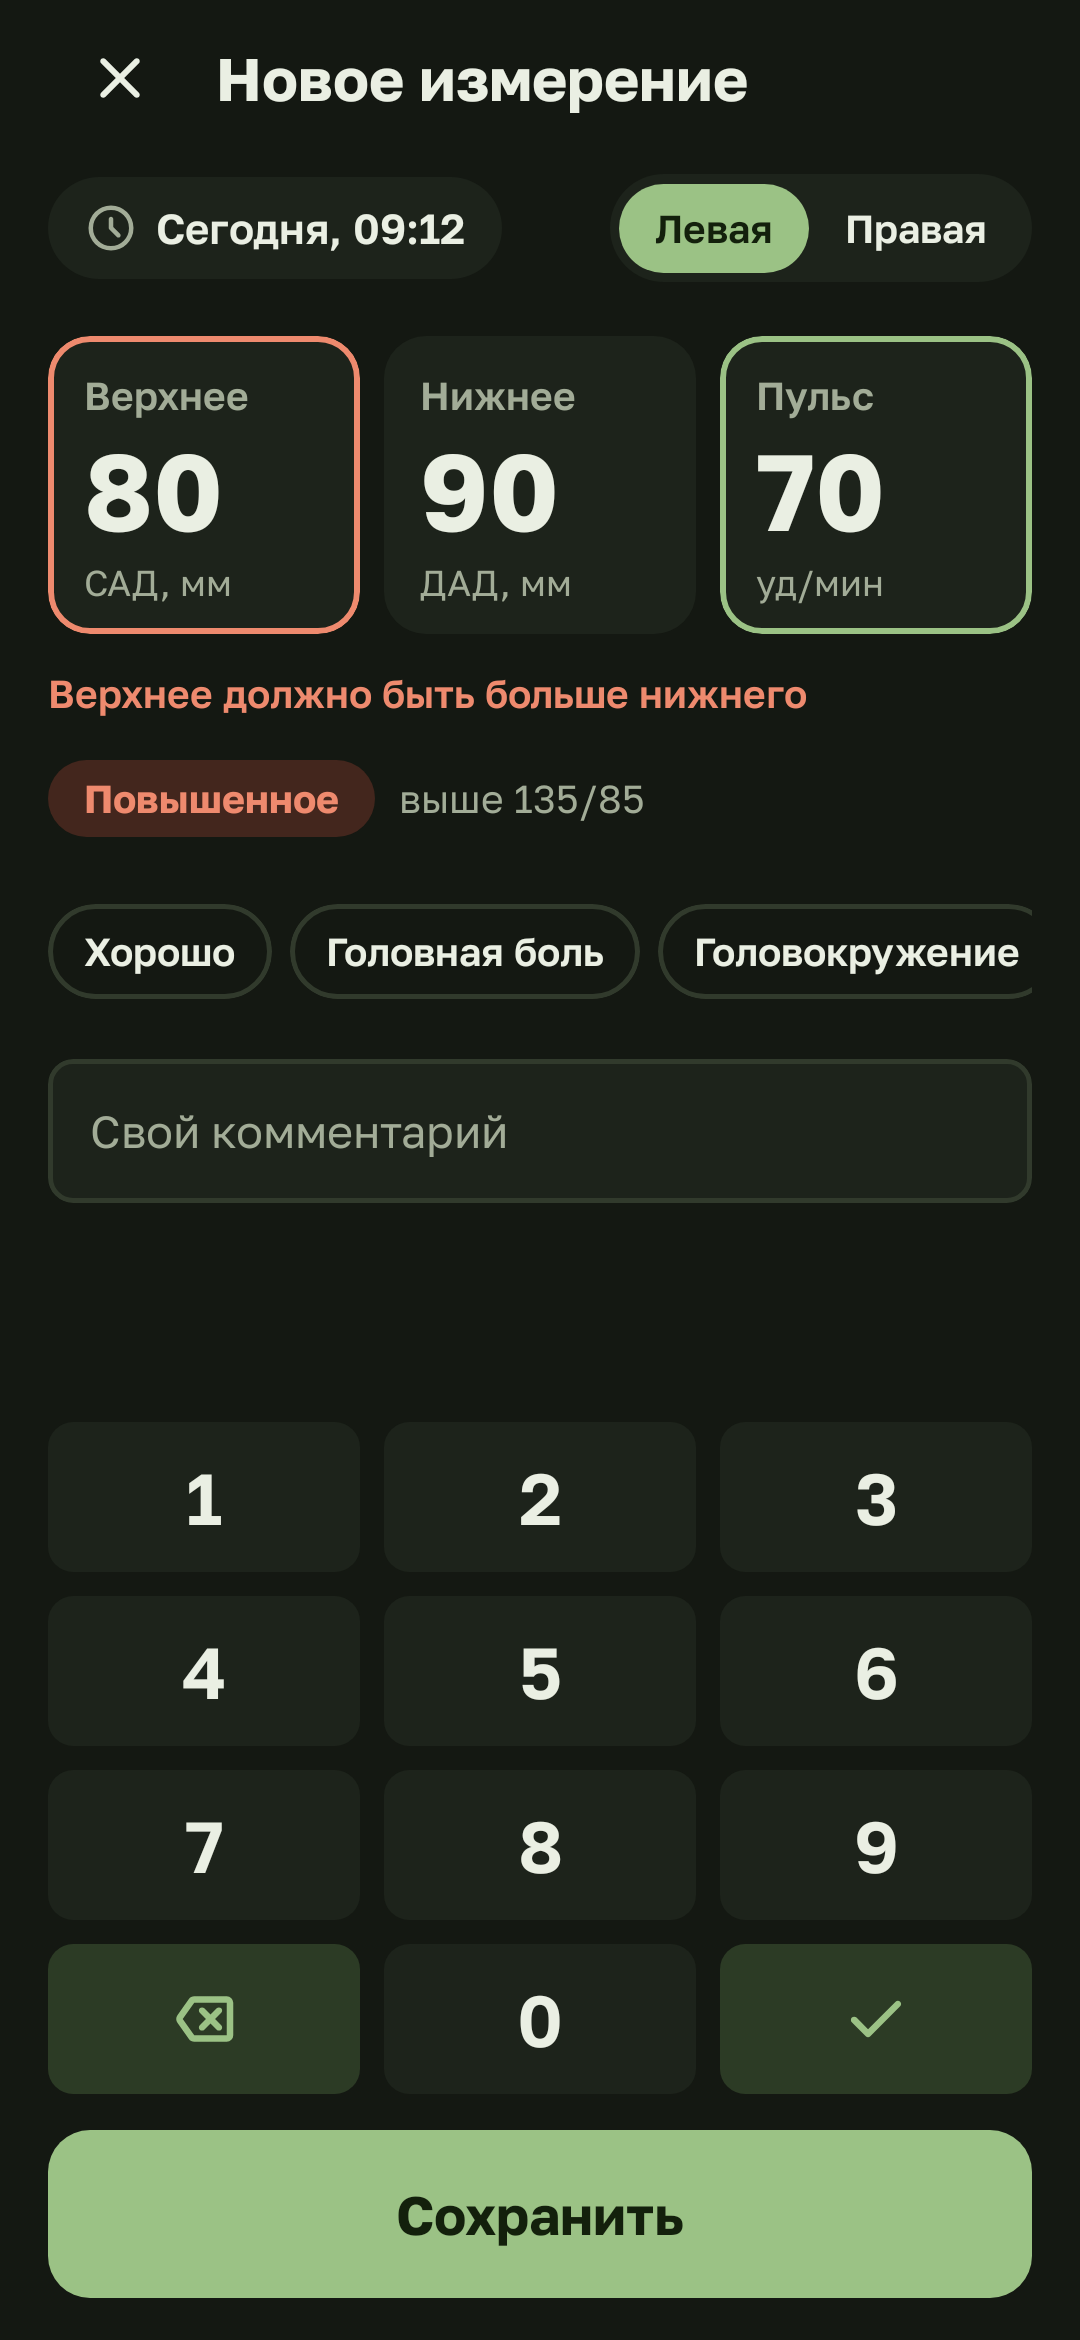 Новое измерение
Сегодня, 09:12
Левая Правая
Верхнее Нижнее Пульс
80 90 70
САД, мм ДАД, мм уд/мин
Верхнее должно быть больше нижнего
Повышенное выше 135/85
Хорошо Головная боль Головокружение
Свой комментарий
1 2 3
4 5 6
7 8 9
0
Сохранить